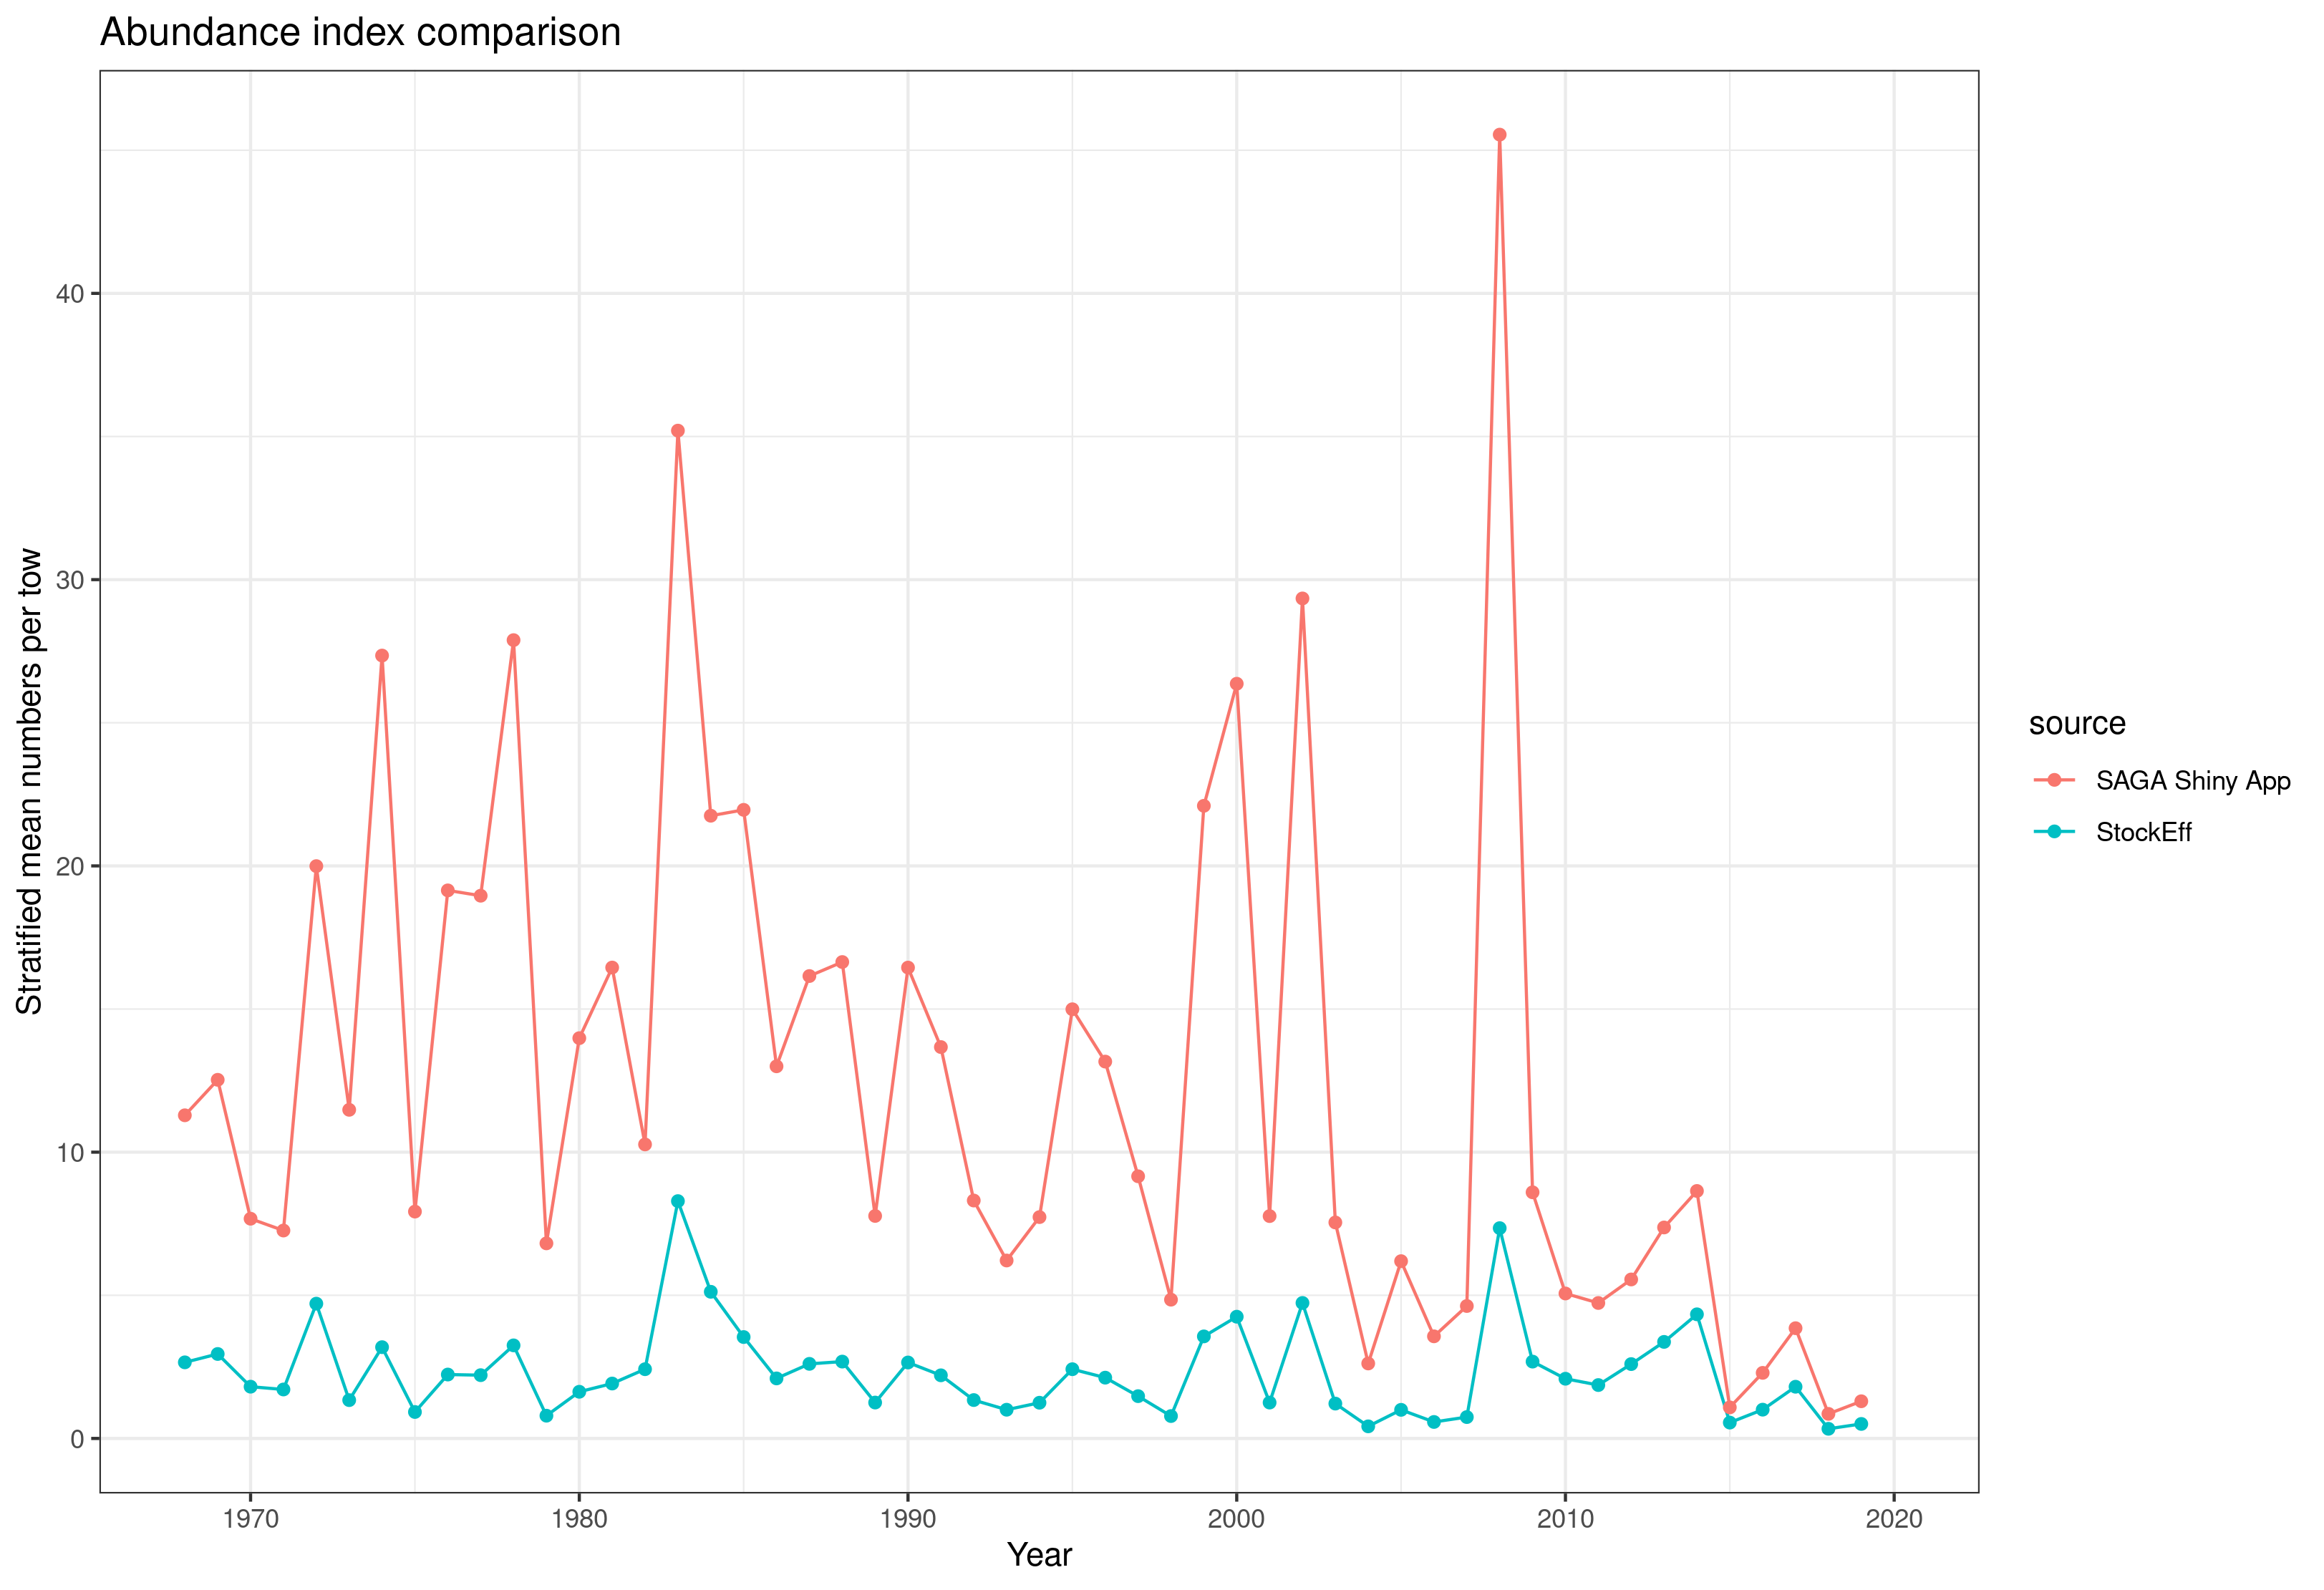 Abundance index comparison
Stratified mean numbers per tow
40
30
20
10
0
1970
1980
1990
2000
2010
2020
Year
source
SAGA Shiny App
StockEff